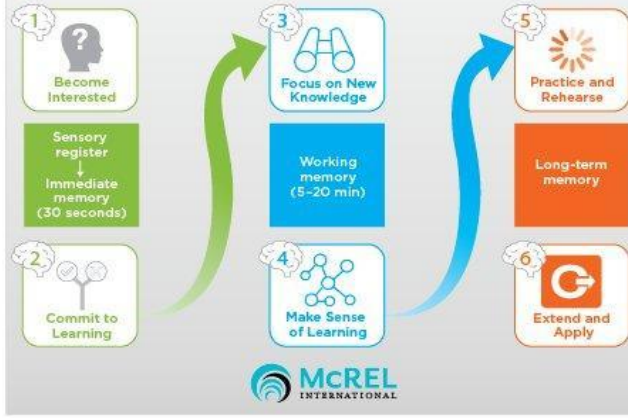 1
Become
Interested
Sensory
register
Immediate
memory
(30 seconds)
2
Commit to
Learning
3
Focus on New
Knowledge
Working
memory
(5–20 min)
4
Make Sense
of Learning
5
Practice and
Rehearse
Long-term
memory
6
Extend and
Apply
McREL
INTERNATIONAL